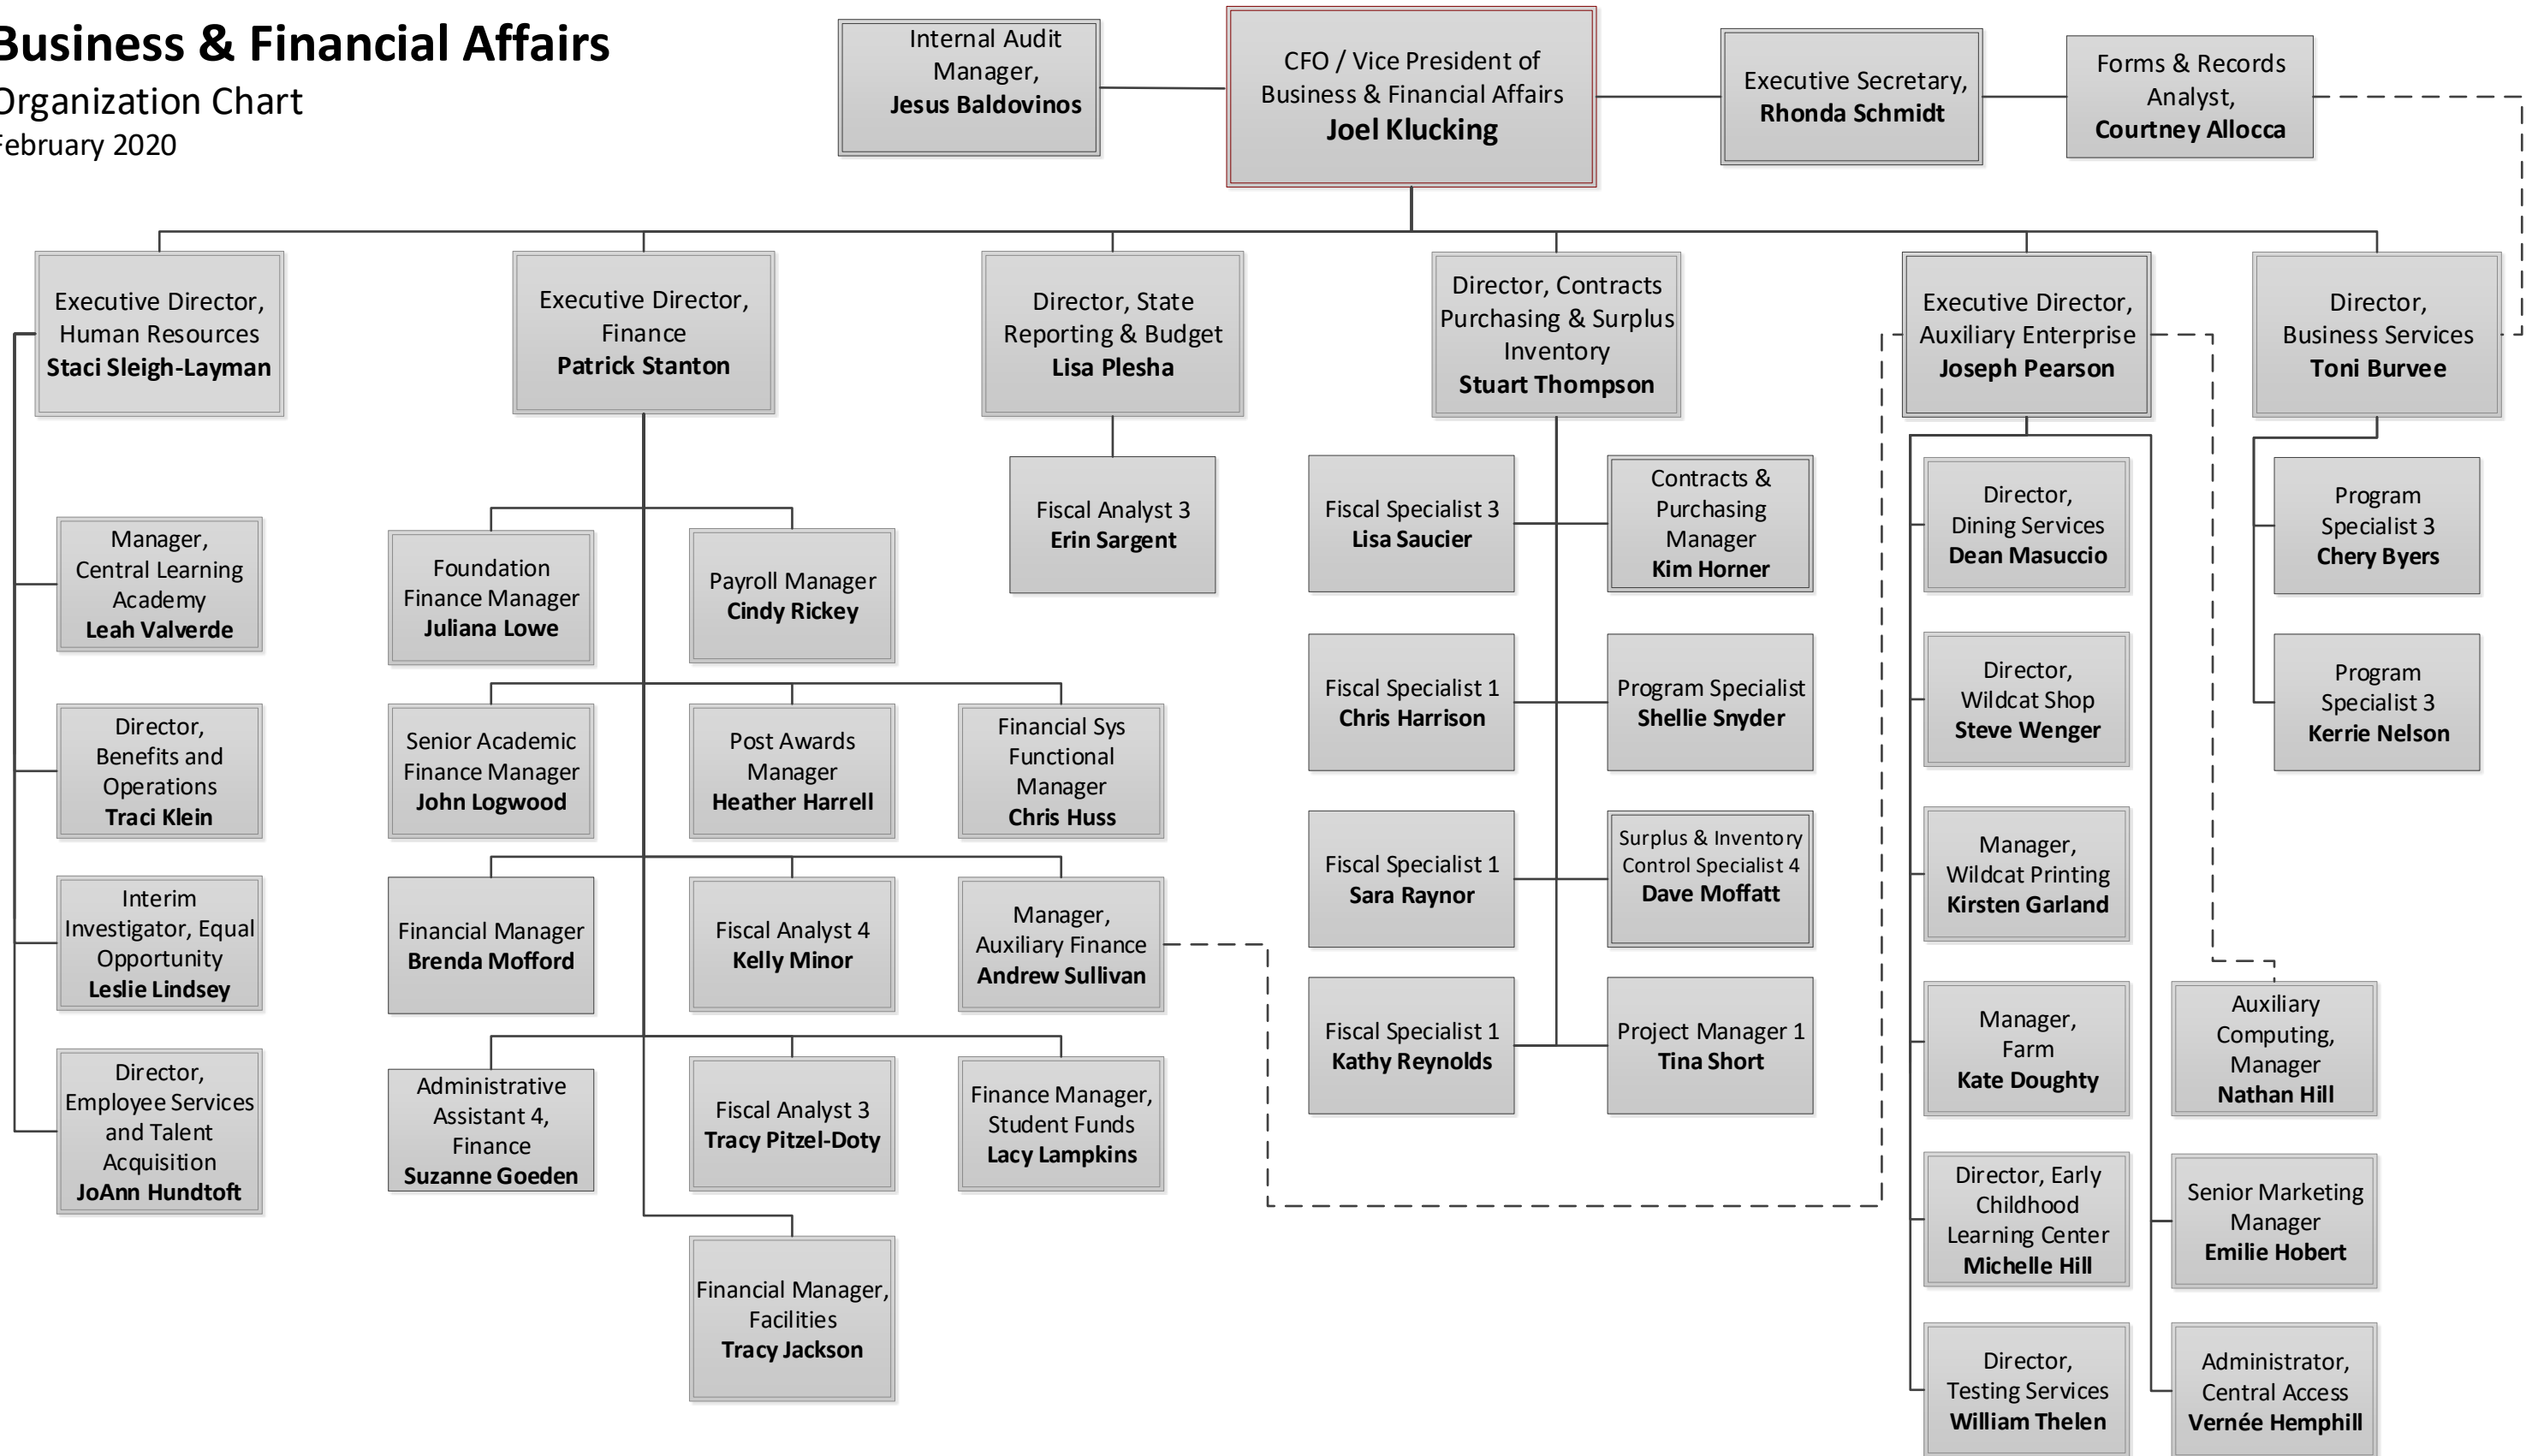 Business & Financial Affairs
Organization Chart
February 2020
Internal Audit
Manager,
Jesus Baldovinos
CFO / Vice President of
Business & Financial Affairs
Joel Klucking
Executive Secretary,
Rhonda Schmidt
Forms & Records
Analyst,
Courtney Allocca
Executive Director,
Human Resources
Staci Sleigh-Layman
Executive Director,
Finance
Patrick Stanton
Director, State
Reporting & Budget
Lisa Plesha
Director, Contracts
Purchasing & Surplus
Inventory
Stuart Thompson
Executive Director,
Auxiliary Enterprise
Joseph Pearson
Director,
Business Services
Toni Burvee
Manager,
Central Learning
Academy
Leah Valverde
Director,
Benefits and
Operations
Traci Klein
Interim
Investigator, Equal
Opportunity
Leslie Lindsey
Director,
Employee Services
and Talent
Acquisition
JoAnn Hundtoft
Foundation
Finance Manager
Juliana Lowe
Payroll Manager
Cindy Rickey
Senior Academic
Finance Manager
John Logwood
Post Awards
Manager
Heather Harrell
Financial Sys
Functional
Manager
Chris Huss
Financial Manager
Brenda Mofford
Fiscal Analyst 4
Kelly Minor
Manager,
Auxiliary Finance
Andrew Sullivan
Administrative
Assistant 4,
Finance
Suzanne Goeden
Fiscal Analyst 3
Tracy Pitzel-Doty
Finance Manager,
Student Funds
Lacy Lampkins
Financial Manager,
Facilities
Tracy Jackson
Fiscal Analyst 3
Erin Sargent
Fiscal Specialist 3
Lisa Saucier
Contracts &
Purchasing
Manager
Kim Horner
Fiscal Specialist 1
Chris Harrison
Program Specialist
Shellie Snyder
Fiscal Specialist 1
Sara Raynor
Surplus & Inventory
Control Specialist 4
Dave Moffatt
Fiscal Specialist 1
Kathy Reynolds
Project Manager 1
Tina Short
Director,
Dining Services
Dean Masuccio
Director,
Wildcat Shop
Steve Wenger
Manager,
Wildcat Printing
Kirsten Garland
Manager,
Farm
Kate Doughty
Director, Early
Childhood
Learning Center
Michelle Hill
Director,
Testing Services
William Thelen
Auxiliary
Computing,
Manager
Nathan Hill
Senior Marketing
Manager
Emilie Hobert
Administrator,
Central Access
Vernée Hemphill
Program
Specialist 3
Chery Byers
Program
Specialist 3
Kerrie Nelson